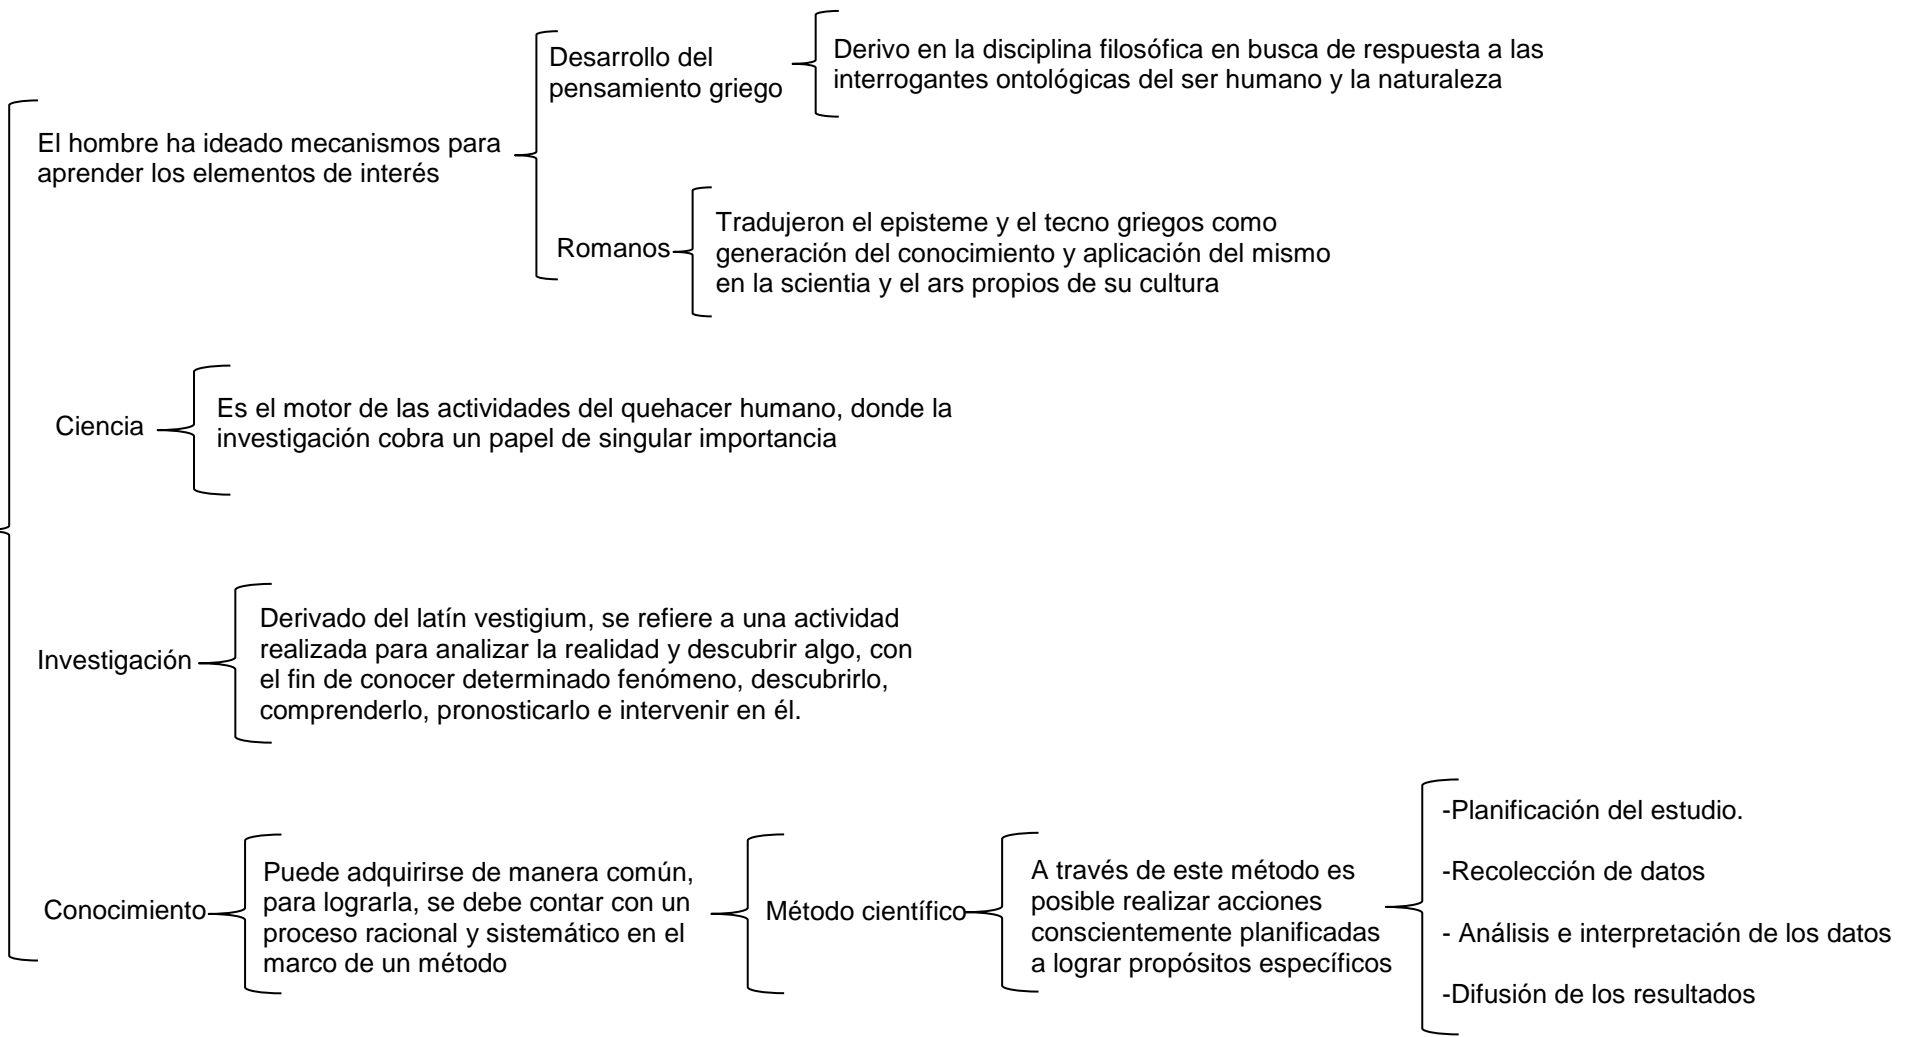 Desarrollo del
pensamiento griego
Derivo en la disciplina filosófica en busca de respuesta a las
interrogantes ontológicas del ser humano y la naturaleza
El hombre ha ideado mecanismos para
aprender los elementos de interés
Romanos
Tradujeron el episteme y el tecno griegos como
generación del conocimiento y aplicación del mismo
en la scientia y el ars propios de su cultura
Ciencia
Es el motor de las actividades del quehacer humano, donde la
investigación cobra un papel de singular importancia
Investigación
Derivado del latín vestigium, se refiere a una actividad
realizada para analizar la realidad y descubrir algo, con
el fin de conocer determinado fenómeno, descubrirlo,
comprenderlo, pronosticarlo e intervenir en él.
Conocimiento
Puede adquirirse de manera común,
para lograrla, se debe contar con un
proceso racional y sistemático en el
marco de un método
Método científico
A través de este método es
posible realizar acciones
conscientemente planificadas
a lograr propósitos específicos
-Planificación del estudio.
-Recolección de datos
- Análisis e interpretación de los datos
-Difusión de los resultados